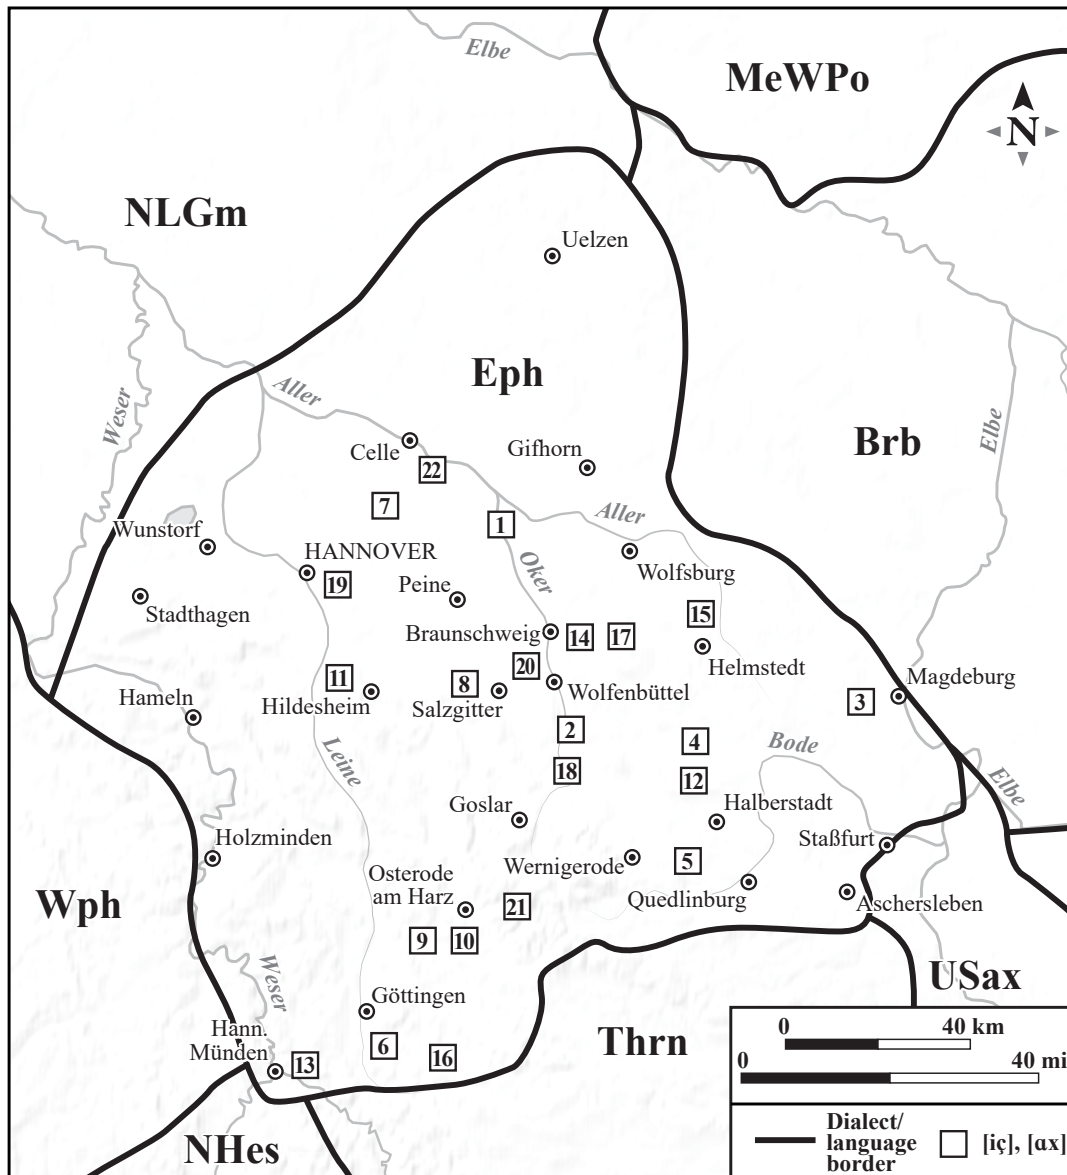 Elbe
MeWPo
N
NLGm
Uelzen
Eph
Aller
Weser
Brb
Elbe
Celle
22
Gifhorn
7
1
Aller
Wunstorf
HANNOVER
Oker
Wolfsburg
19
Peine
Stadthagen
15
Braunschweig
14
17
Helmstedt
20
Magdeburg
11
8
Wolfenbüttel
3
Hildesheim
Salzgitter
Hameln
2
4
Bode
Leine
18
12
Elbe
Goslar
Halberstadt
Holzminden
Staßfurt
Wernigerode
5
Osterode
am Harz
Quedlinburg
Wph
21
Aschersleben
9
10
USax
Weser
Göttingen
Hann.
Münden
6
16
Thrn
13
0
40 km
0
40 mi
NHes
Dialect/
language
border
[iç], [ɑx]